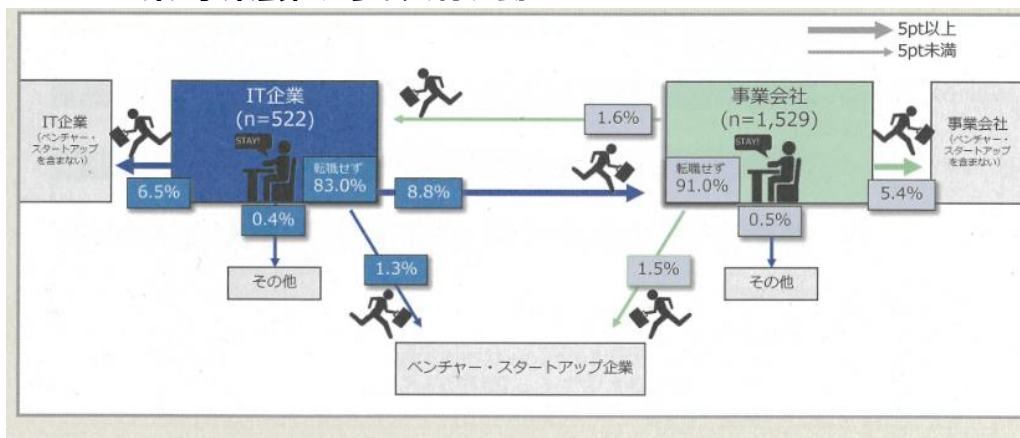 5pt以上
5pt未満
IT企業
(ベンチャー・
スタートアップ
を含まない)
6.5%
IT企業
(n=522)
STAY!
転職せず
83.0%
0.4%
その他
8.8%
1.3%
1.6%
事業会社
(n=1,529)
STAY!
転職せず
91.0%
0.5%
その他
1.5%
5.4%
事業会社
(ベンチャー・
スタートアップ
を含まない)
ベンチャー・スタートアップ企業